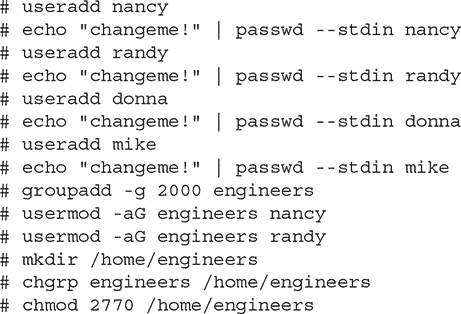 # useradd nancy
# echo "changeme!" | passwd --stdin nancy
# useradd randy
# echo "changeme!" | passwd --stdin randy
# useradd donna
# echo "changeme!" | passwd --stdin donna
# useradd mike
# echo "changeme!" | passwd --stdin mike
# groupadd -g 2000 engineers
# usermod -aG engineers nancy
# usermod -aG engineers randy
# mkdir /home/engineers
# chgrp engineers /home/engineers
# chmod 2770 /home/engineers